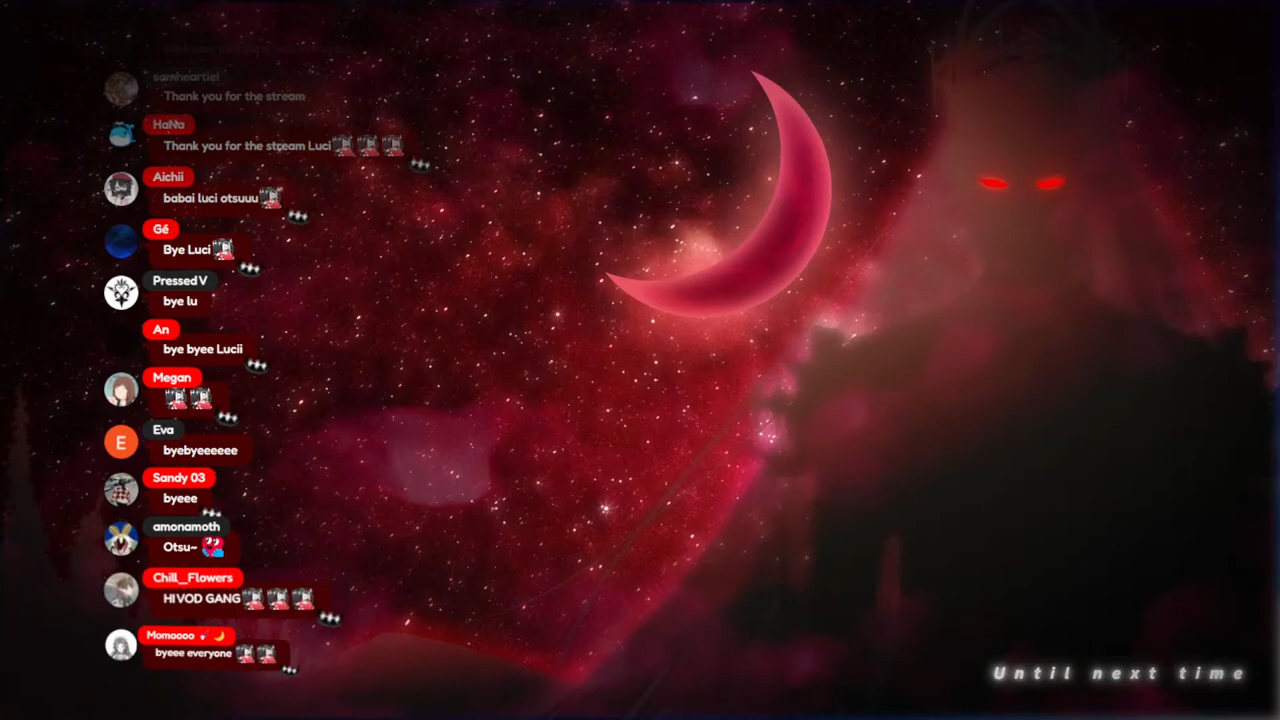 samheartie!
Thank you for the stream
HaNa
Thank you for the stream Luci
Aichii
babai luci otsuuu
Gé
Bye Luci
PressedV
bye lu
An
bye byee Lucii
Megan
Eva
E
byebyeeeeee
Sandy 03
byeee
amonamoth
Otsu~
Chill_Flowers
HI VOD GANG
Momoooo
byeee everyone
Until next time